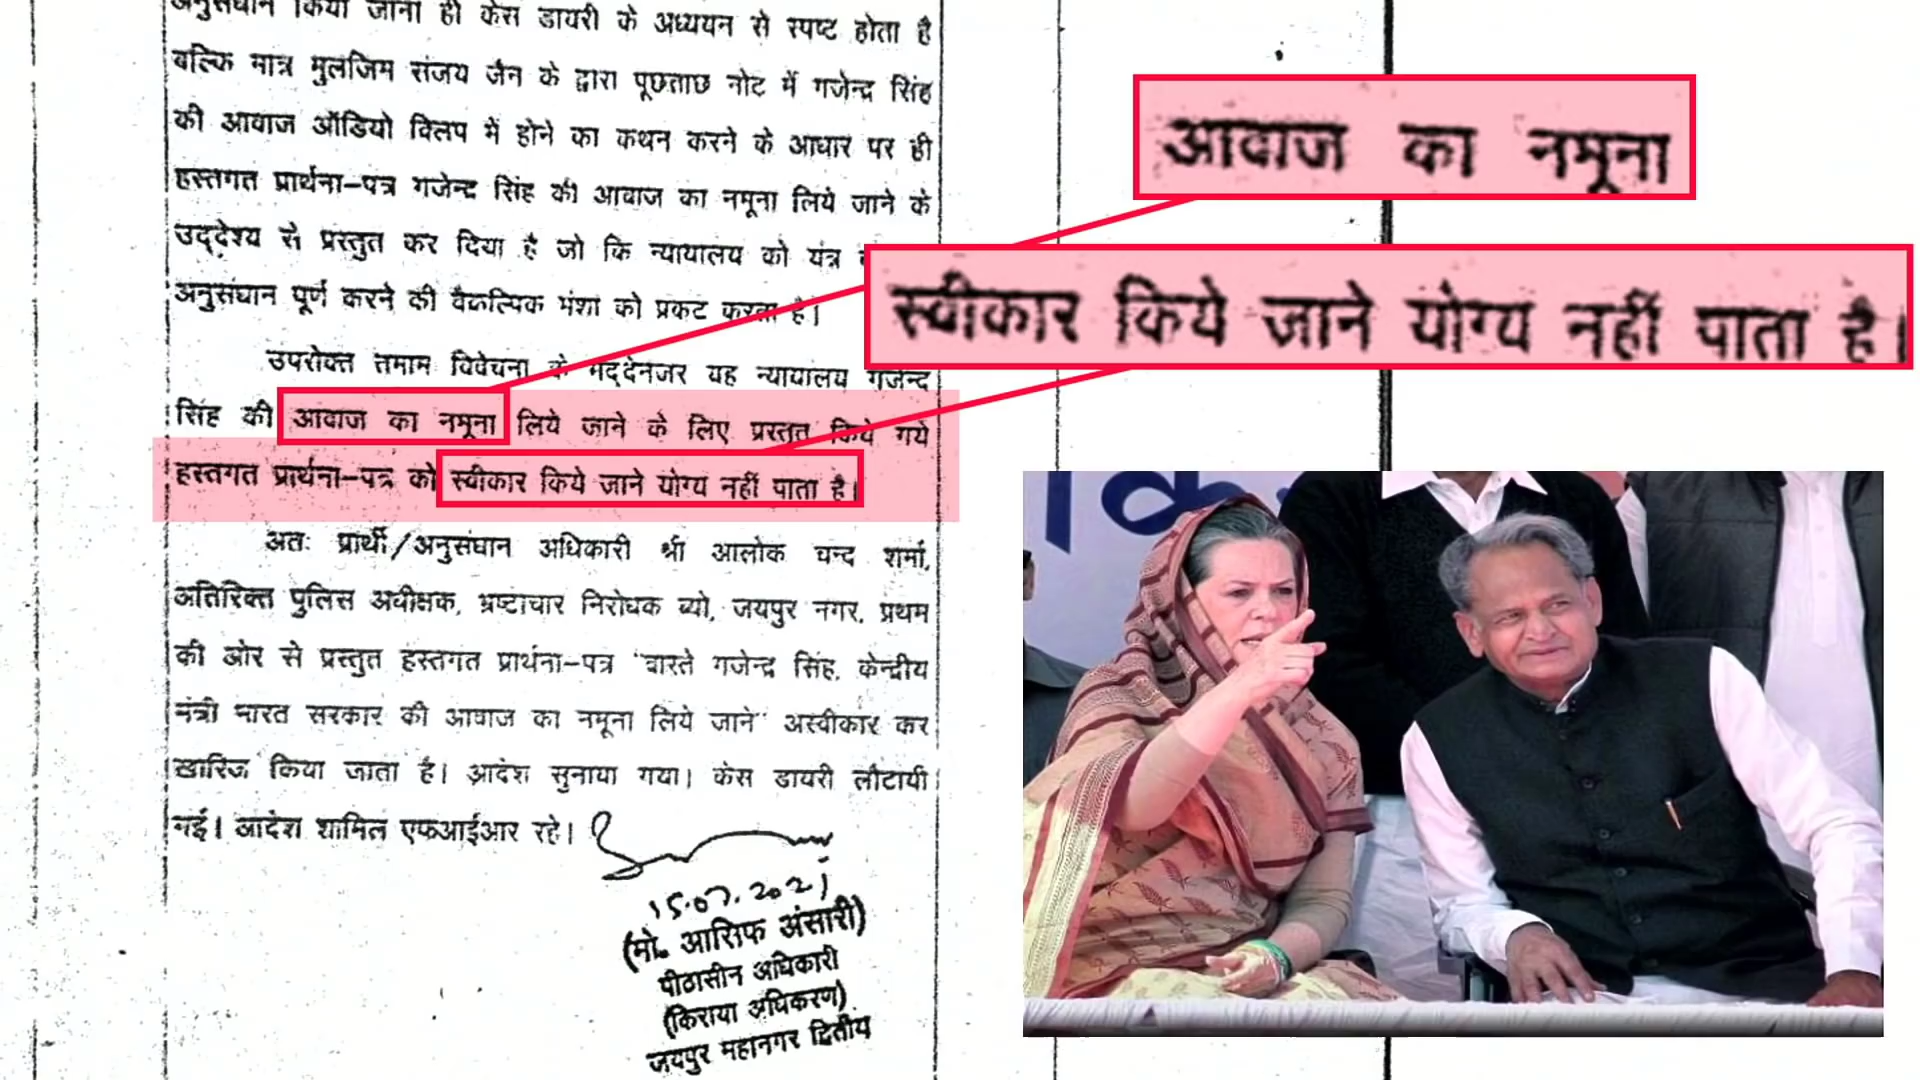 अनुसंधान किया जाना ही केस डायरी के अध्ययन से स्पष्ट होता है
बल्कि मात्र मुलजिम संजय जैन के द्वारा पूछताछ नोट में गजेन्द्र सिंह
की आवाज ऑडियो क्लिप में होने का कथन करने के आधार पर ही
हस्तगत प्रार्थना-पत्र गजेन्द्र सिंह की आवाज का नमूना लिये जाने के
उद्देश्य से प्रस्तुत कर दिया है जो कि न्यायालय को यंत्र
अनुसंधान पूर्ण करने की वैकल्पिक मंशा को प्रकट करता है।
उपरोक्त तमाम विवेचना के मद्देनजर यह न्यायालय गजेन्द्र
सिंह की आवाज का नमूना लिये जाने के लिए प्रस्तुत किये गये
हस्तगत प्रार्थना-पत्र को स्वीकार किये जाने योग्य नहीं पाता है।
अतः प्रार्थी/अनुसंधान अधिकारी श्री आलोक चन्द शर्मा,
अतिरिक्त पुलिस अधीक्षक, भ्रष्टाचार निरोधक ब्यो, जयपुर नगर, प्रथम
की ओर से प्रस्तुत हस्तगत प्रार्थना-पत्र "वास्ते गजेन्द्र सिंह, केन्द्रीय
मंत्री भारत सरकार की आवाज का नमूना लिये जाने" अस्वीकार कर
खारिज किया जाता है। आदेश सुनाया गया। केस डायरी लौटायी
गई। आदेश शामिल एफआईआर रहे।
15.07.2021
(मो. आसिफ अंसारी)
पीठासीन अधिकारी
(किराया अधिकरण)
जयपुर महानगर द्वितीय
आवाज का नमूना
स्वीकार किये जाने योग्य नहीं पाता है।